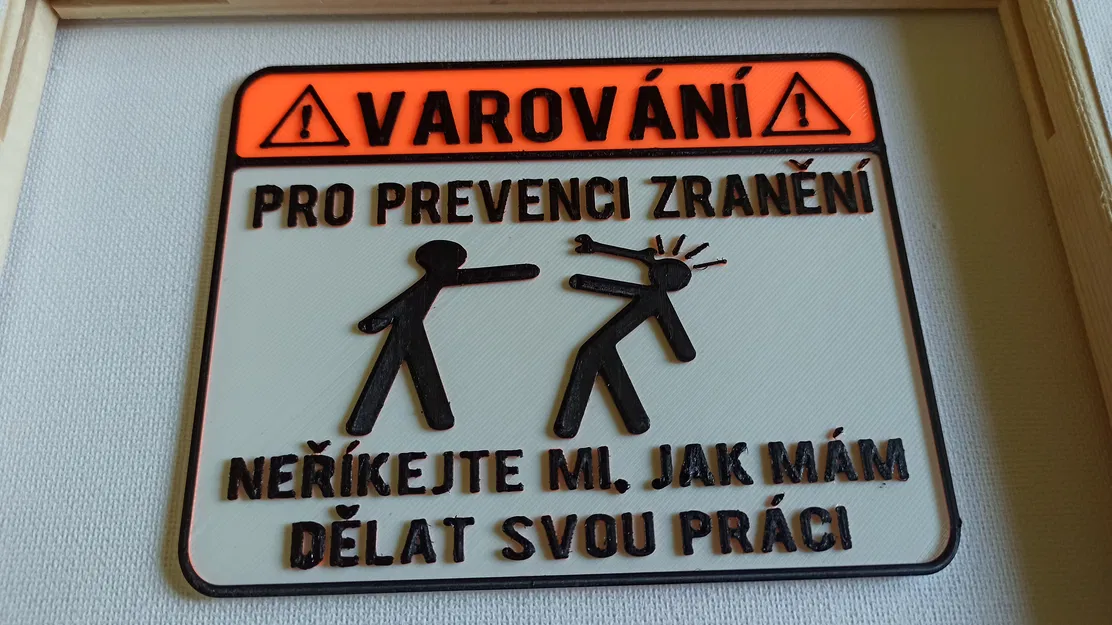 VAROVÁNÍ
PRO PREVENCI ZRANĚNÍ
NEŘÍKEJTE MI, JAK MÁM
DĚLAT SVOU PRÁCI